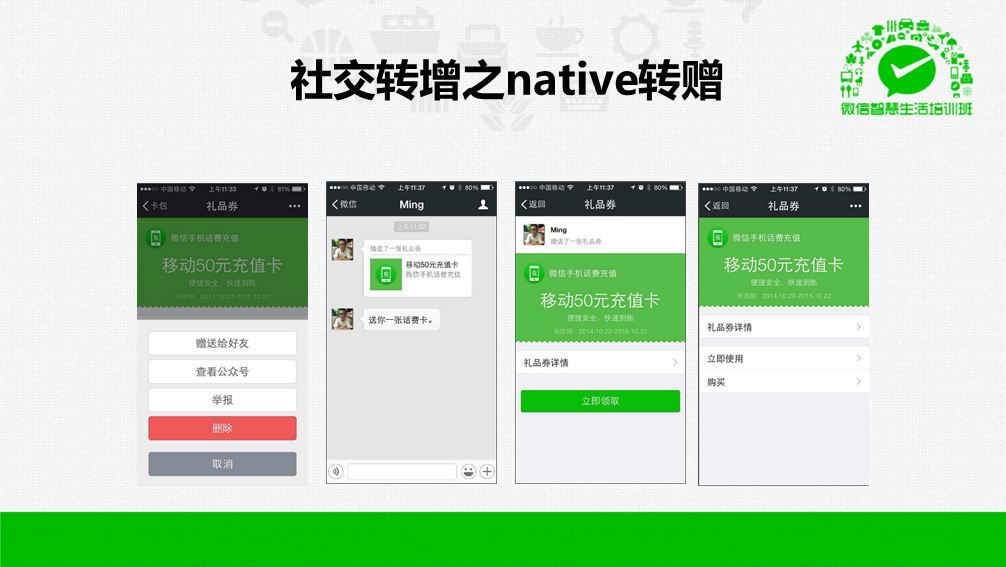 社交转增之native转赠
微信智慧生活培训班
中国移动 上午11:33 81%
卡包 礼品券
微信手机话费充值
移动50元充值卡
便捷安全，快速到账
有效期：2014.10.23-2015.10.22
赠送给好友
查看公众号
举报
删除
取消
中国移动 上午11:37 80%
微信 Ming
上午11:37
赠送了一张礼品券
移动50元充值卡
微信手机话费充值
送你一张话费卡。
中国移动 上午11:37 80%
返回 礼品券
Ming
赠送了一张礼品券
微信手机话费充值
移动50元充值卡
便捷安全，快速到账
有效期：2014.10.23-2015.10.22
礼品券详情
立即领取
中国移动 上午11:37 80%
返回 礼品券
微信手机话费充值
移动50元充值卡
便捷安全，快速到账
有效期：2014.10.23-2015.10.22
礼品券详情
立即使用
购买